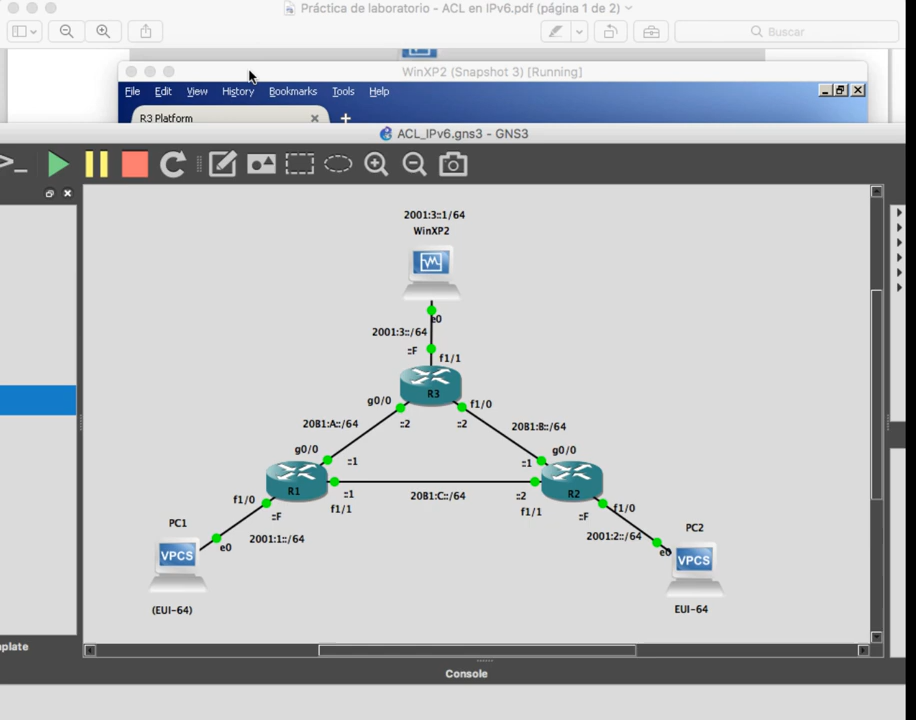 Práctica de laboratorio - ACL en IPv6.pdf (página 1 de 2)
Buscar
WinXP2 (Snapshot 3) [Running]
File Edit View History Bookmarks Tools Help
R3 Platform
ACL_IPv6.gns3 - GNS3
2001:3::1/64
WinXP2
e0
2001:3::/64
::F
f1/1
R3
g0/0
f1/0
20B1:A::/64
::2
::2
20B1:B::/64
g0/0
g0/0
::1
::1
R1
R2
f1/0
::1
20B1:C::/64
::2
::F
f1/1
f1/1
::F
f1/0
PC1
2001:1::/64
2001:2::/64
PC2
e0
e0
VPCS
VPCS
(EUI-64)
EUI-64
plate
Console